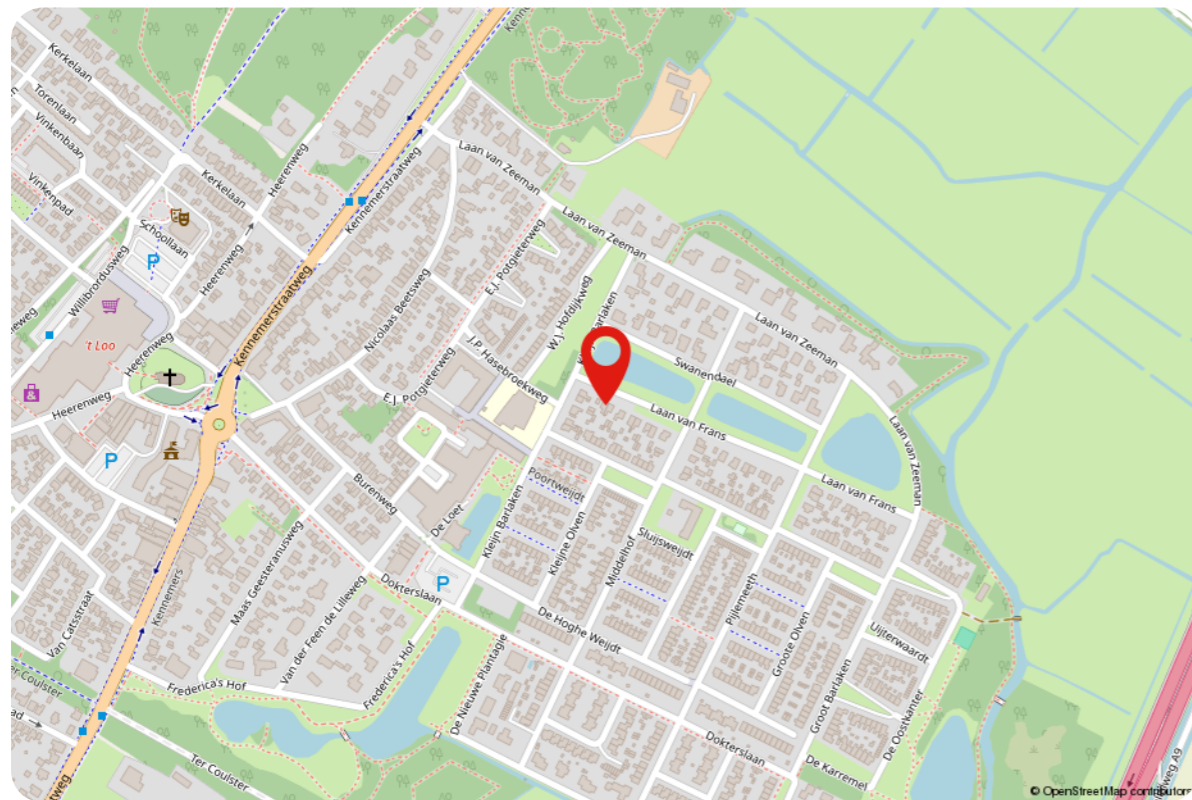 Kerkelaan
Torenlaan
Vinkenbaan
Vinkenpad
Kerkelaan
Heerenweg
Schoollaan
P
Heerenweg
Willibrordusweg
't Loo
Heerenweg
Heerenweg
P
Kennemerstraatweg
Kennemerstraatweg
Laan van Zeeman
Laan van Zeeman
E.J. Potgieterweg
Nicolaas Beetsweg
W.J. Hofdijkweg
J.P. Hasebroekweg
E.J. Potgieterweg
Swanendael
Laan van Zeeman
Laan van Frans
Laan van Zeeman
Laan van Frans
Burenweg
De Loet
Poortweijdt
Kleijn Barlaken
Kleijne Olven
Middelhof
Sluijsweijdt
Pijlemeeth
Groote Olven
Uijterwaardt
P
Dokterslaan
De Hoghe Weijdt
Maas Geesteranusweg
Van der Feen de Lilleweg
Kennemers
Van Catsstraat
Frederica's Hof
Frederica's Hof
De Nieuwe Plantagie
Groot Barlaken
De Oostkanter
Dokterslaan
De Karremel
Ter Coulster
er Coulster
© OpenStreetMap contributors